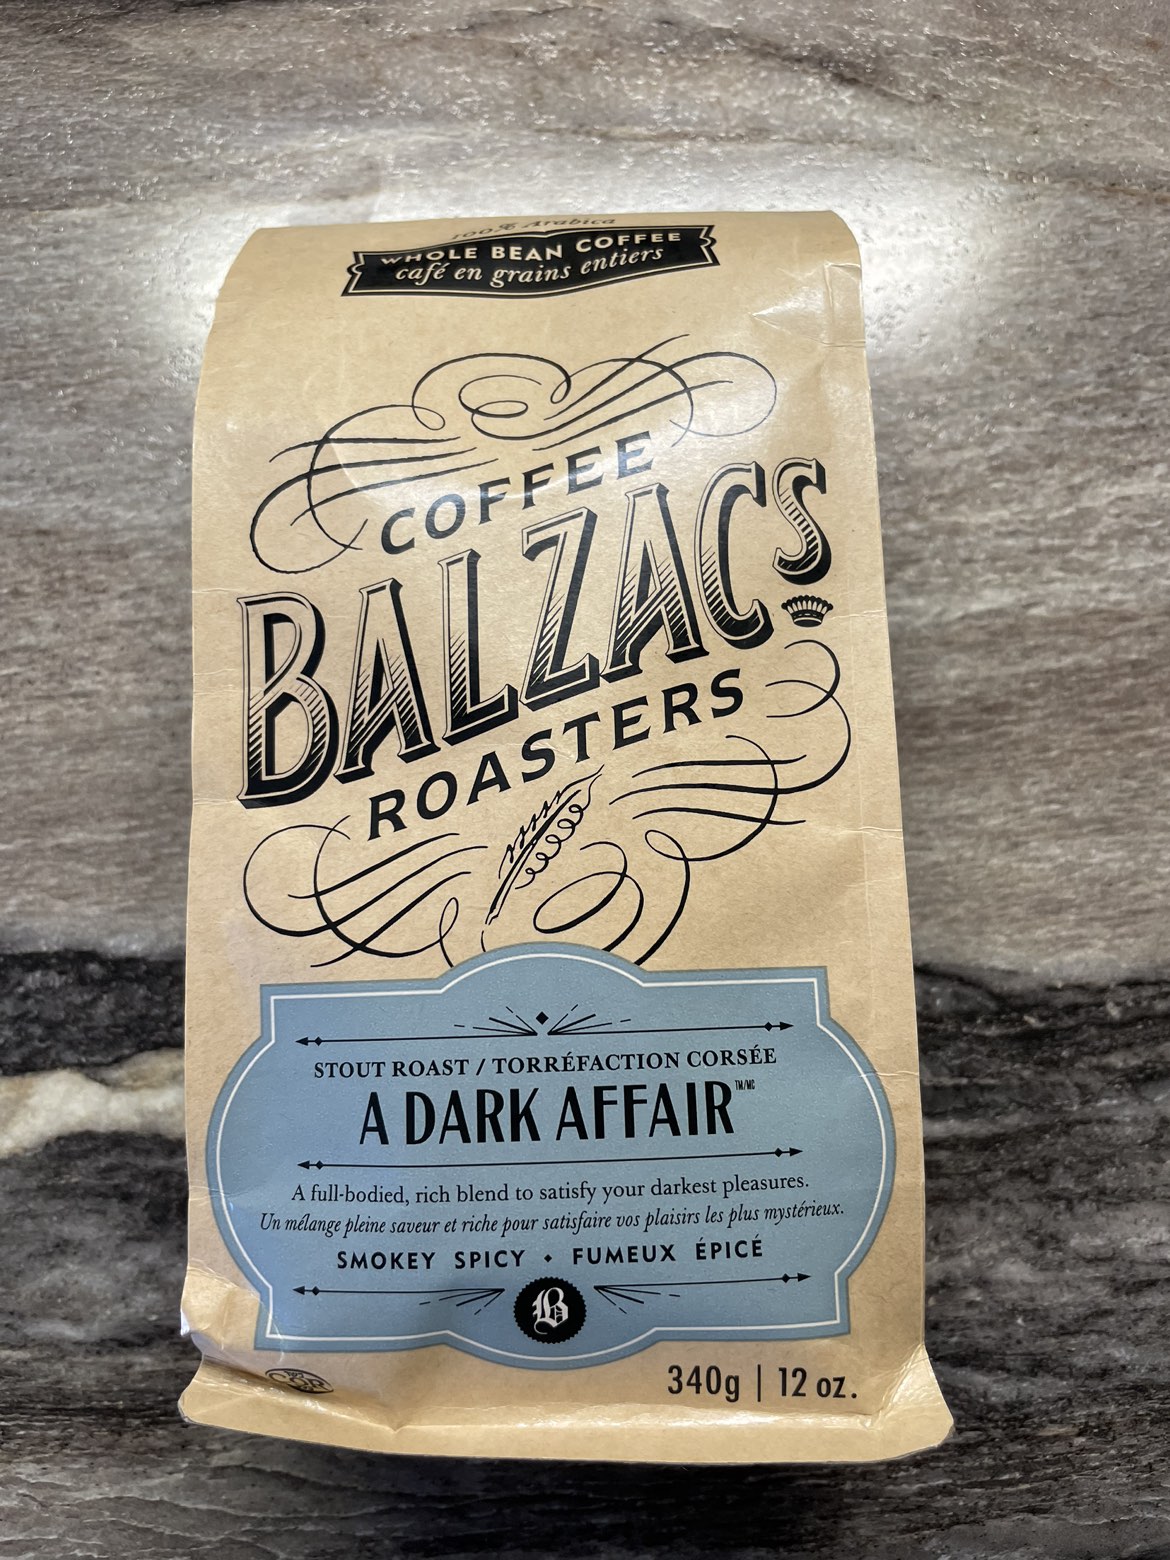 100% Arabica
WHOLE BEAN COFFEE
café en grains entiers
COFFEE
BALZAC'S
ROASTERS
STOUT ROAST / TORRÉFACTION CORSÉE
A DARK AFFAIR™/MC
A full-bodied, rich blend to satisfy your darkest pleasures.
Un mélange pleine saveur et riche pour satisfaire vos plaisirs les plus mystérieux.
SMOKEY SPICY • FUMEUX ÉPICÉ
B
340g | 12 oz.